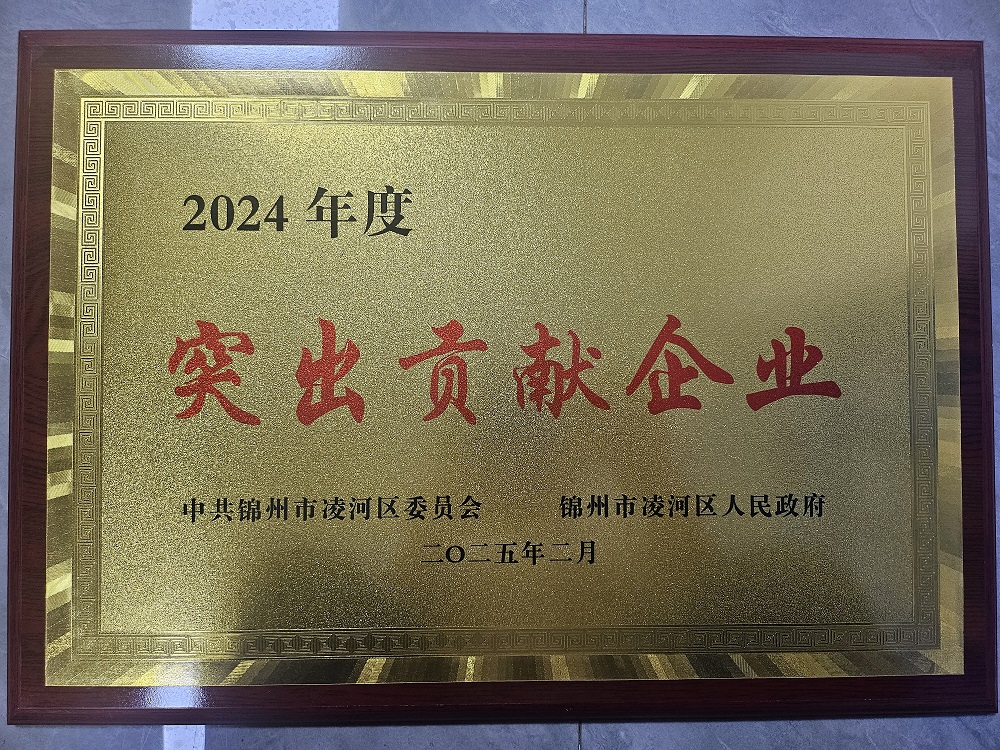 2024 年度
突出贡献企业
中共锦州市凌河区委员会 锦州市凌河区人民政府
二〇二五年二月